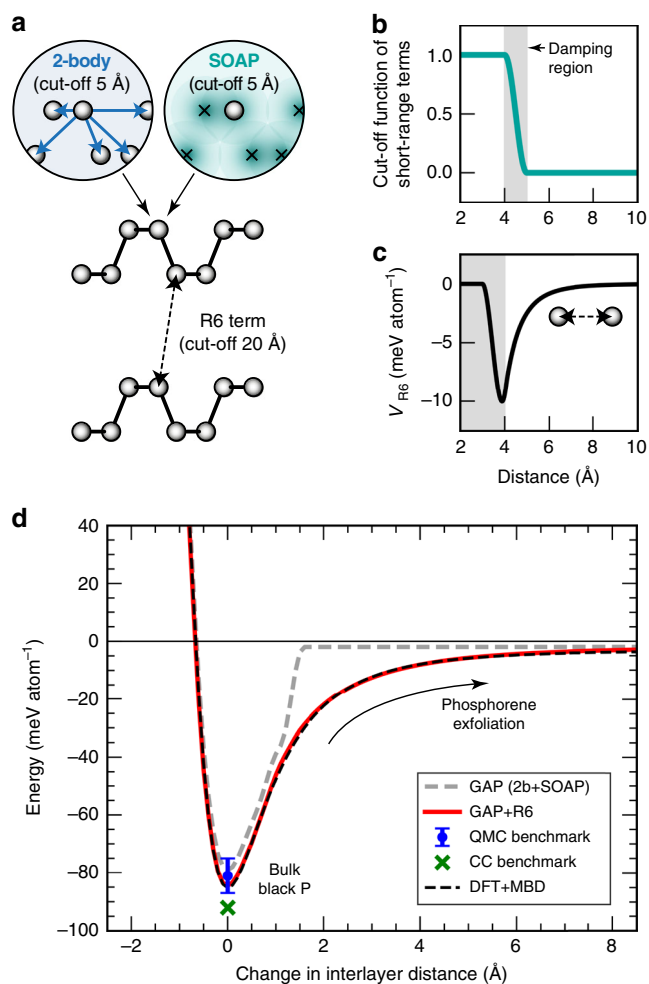 a
2-body
(cut-off 5 Å)
SOAP
(cut-off 5 Å)
R6 term
(cut-off 20 Å)
b
Cut-off function of
short-range terms
1.0
0.5
0.0
Damping
region
2 4 6 8 10
c
V R6 (meV atom−1)
0
−5
−10
2 4 6 8 10
Distance (Å)
d
Energy (meV atom−1)
40
20
0
−20
−40
−60
−80
−100
Phosphorene
exfoliation
Bulk
black P
GAP (2b+SOAP)
GAP+R6
QMC benchmark
CC benchmark
DFT+MBD
−2 0 2 4 6 8
Change in interlayer distance (Å)